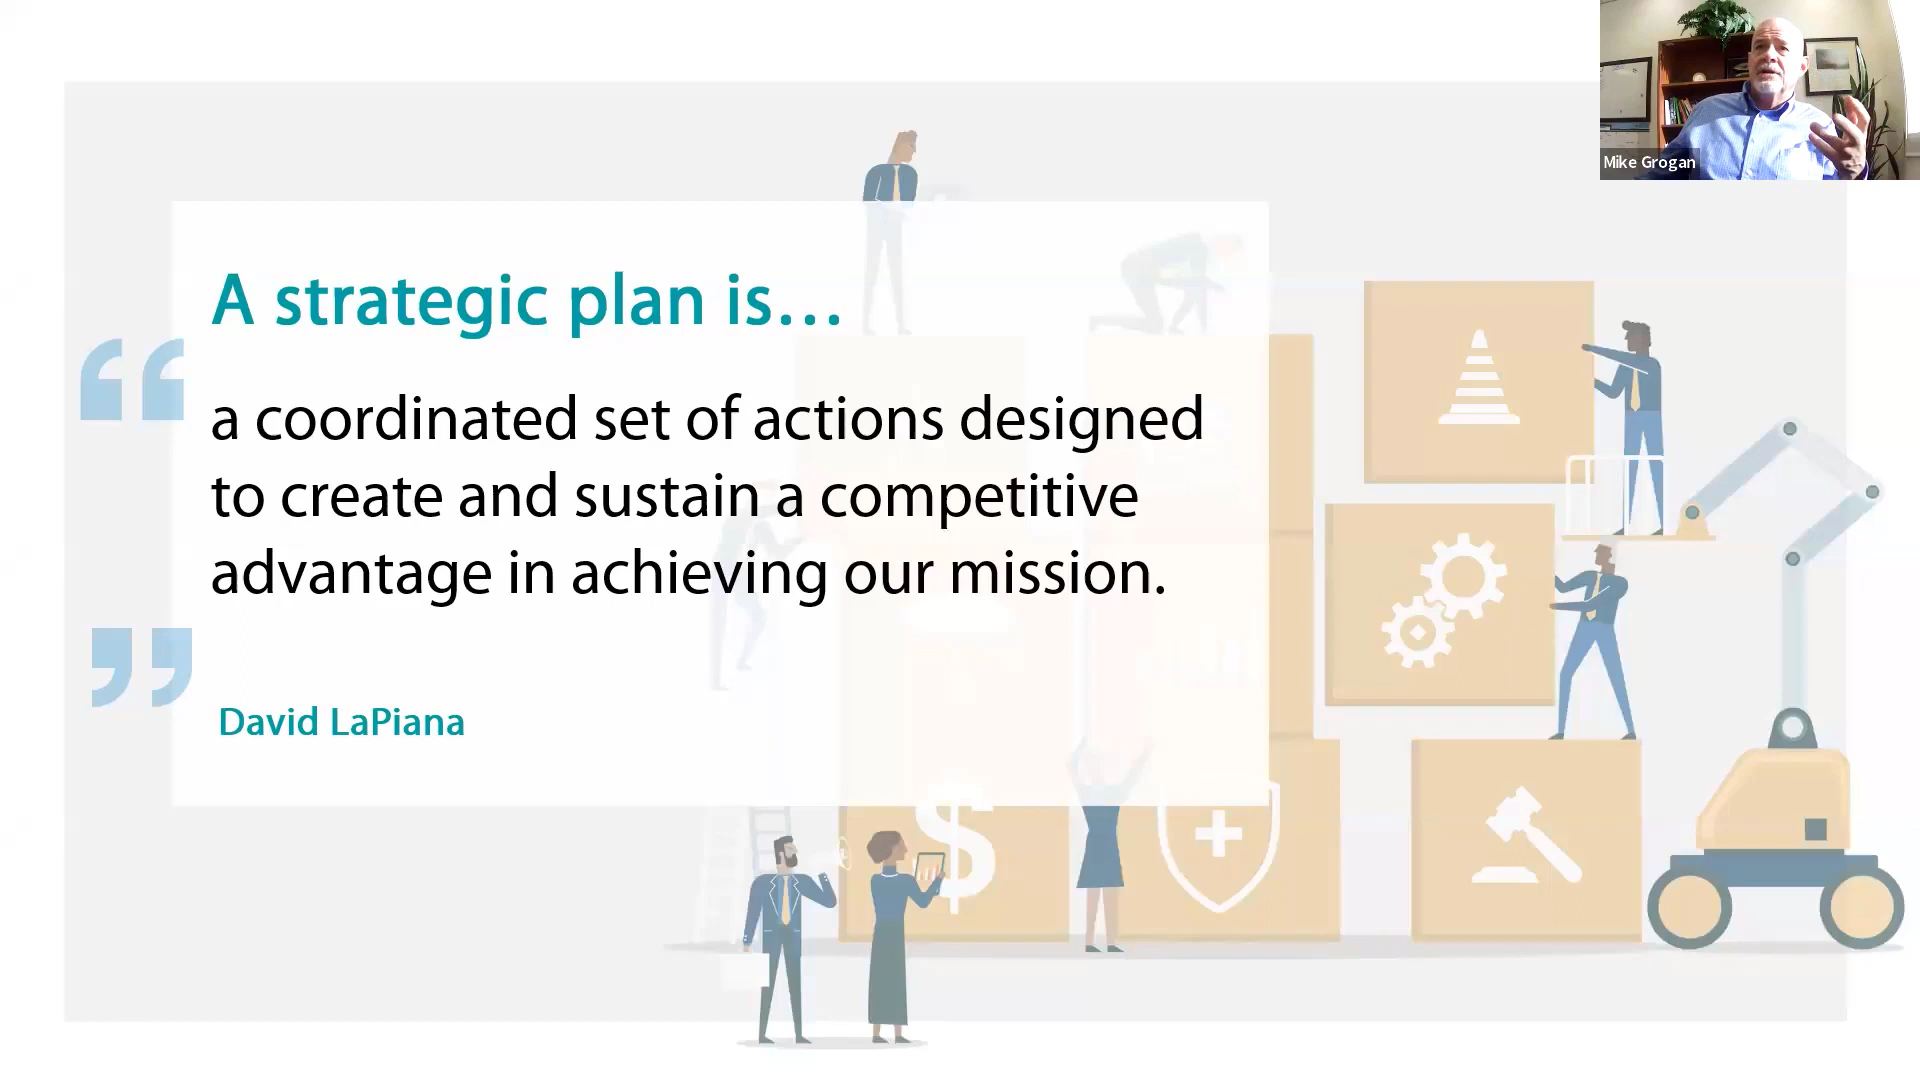 Mike Grogan
A strategic plan is…
“
a coordinated set of actions designed
to create and sustain a competitive
advantage in achieving our mission.
”
David LaPiana
$